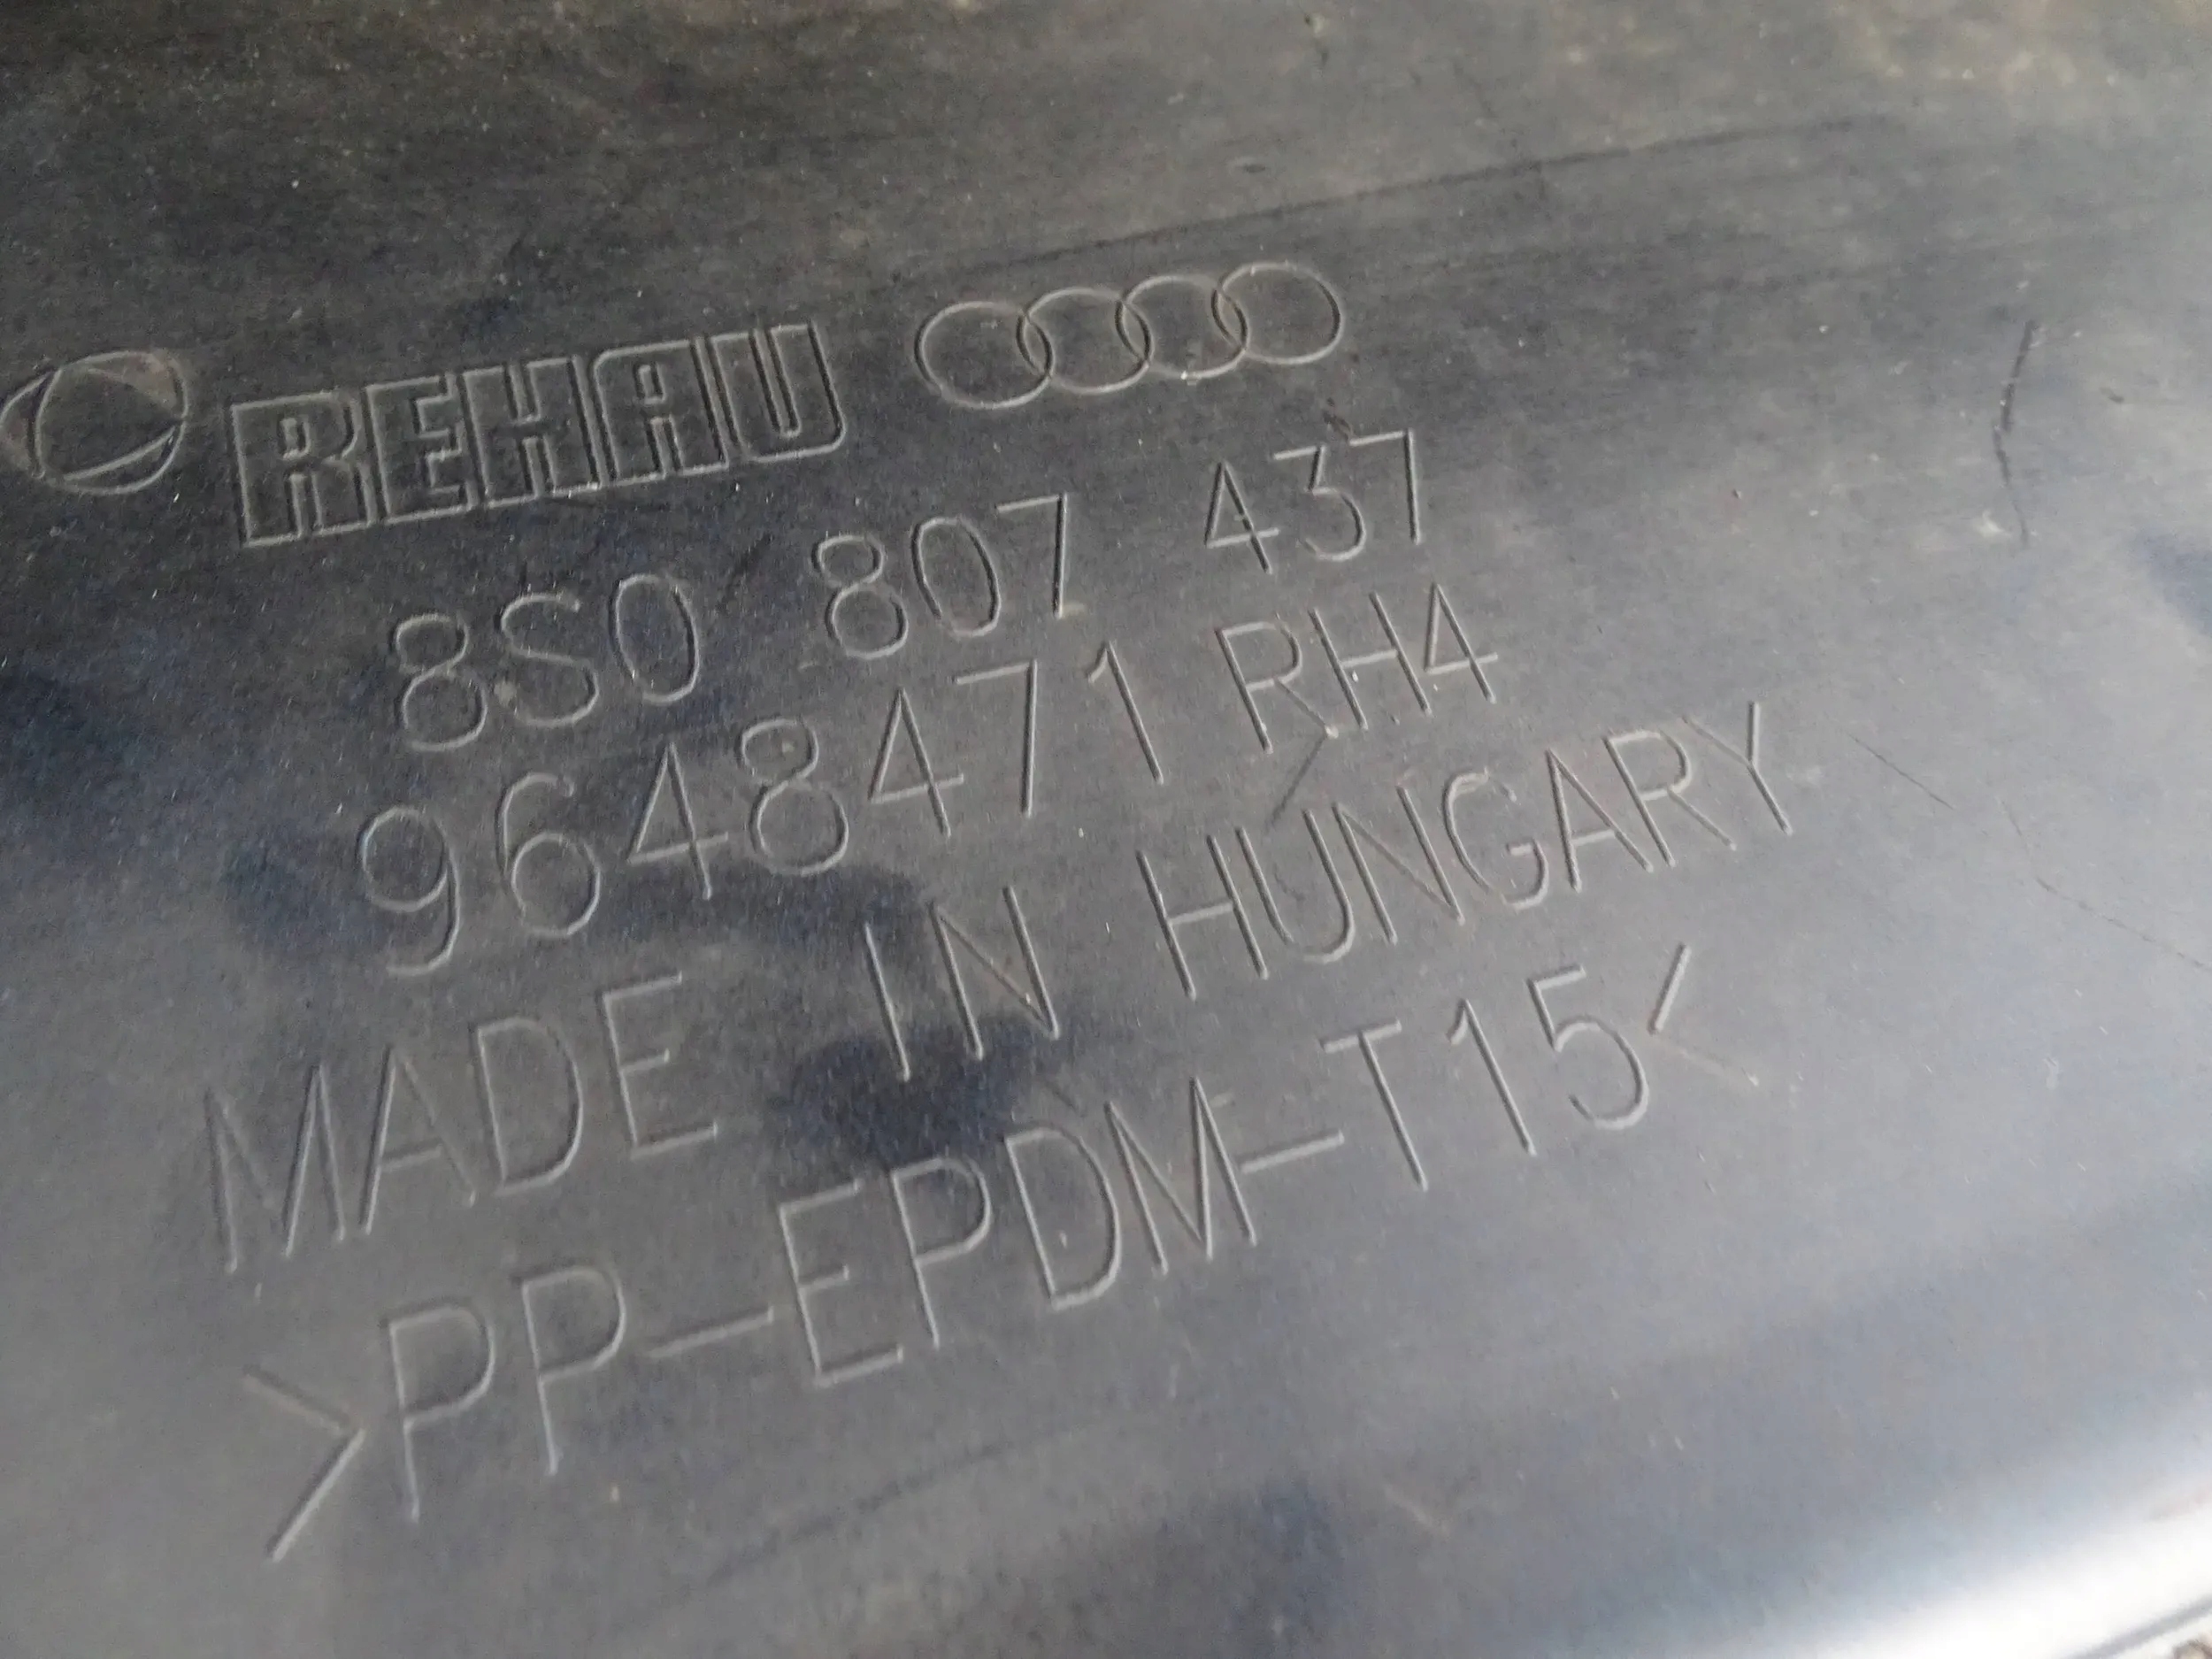 REHAU
8S0 807 437
9648471 RH4
MADE IN HUNGARY
>PP-EPDM-T15<